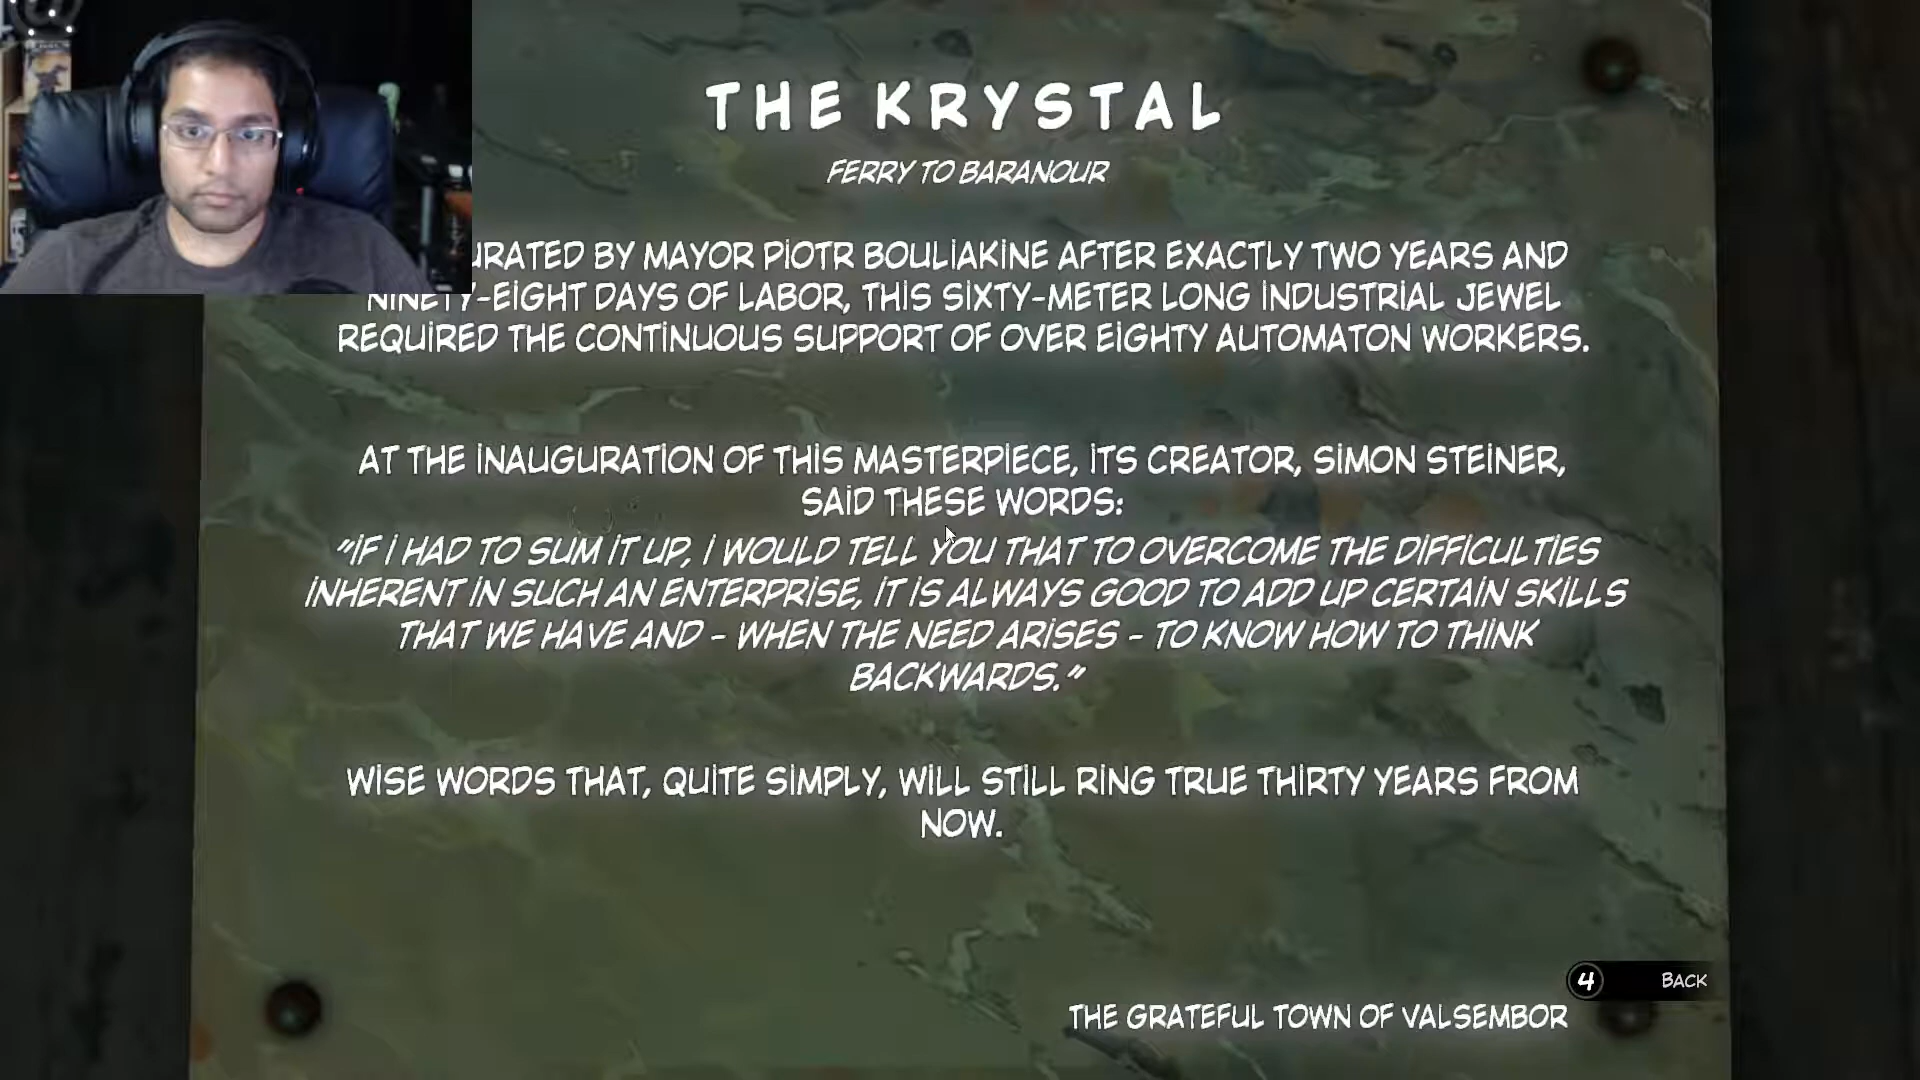 THE KRYSTAL
FERRY TO BARANOUR
BY MAYOR PIOTR BOULIAKINE AFTER EXACTLY TWO YEARS AND
NINETY-EIGHT DAYS OF LABOR, THIS SIXTY-METER LONG INDUSTRIAL JEWEL
REQUIRED THE CONTINUOUS SUPPORT OF OVER EIGHTY AUTOMATON WORKERS.
AT THE INAUGURATION OF THIS MASTERPIECE, ITS CREATOR, SIMON STEINER,
SAID THESE WORDS:
"IF I HAD TO SUM IT UP, I WOULD TELL YOU THAT TO OVERCOME THE DIFFICULTIES
INHERENT IN SUCH AN ENTERPRISE, IT IS ALWAYS GOOD TO ADD UP CERTAIN SKILLS
THAT WE HAVE AND - WHEN THE NEED ARISES - TO KNOW HOW TO THINK
BACKWARDS."
WISE WORDS THAT, QUITE SIMPLY, WILL STILL RING TRUE THIRTY YEARS FROM
NOW.
4 BACK
THE GRATEFUL TOWN OF VALSEMBOR